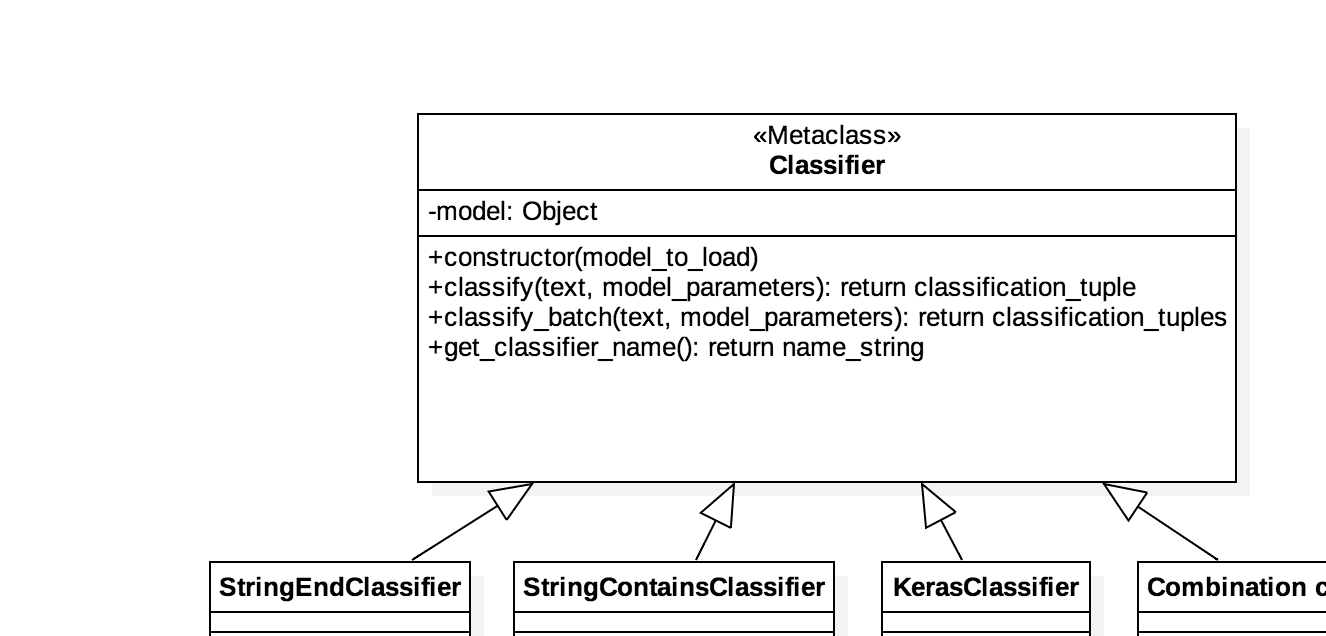 «Metaclass»
Classifier
-model: Object
+constructor(model_to_load)
+classify(text, model_parameters): return classification_tuple
+classify_batch(text, model_parameters): return classification_tuples
+get_classifier_name(): return name_string
StringEndClassifier
StringContainsClassifier
KerasClassifier
Combination